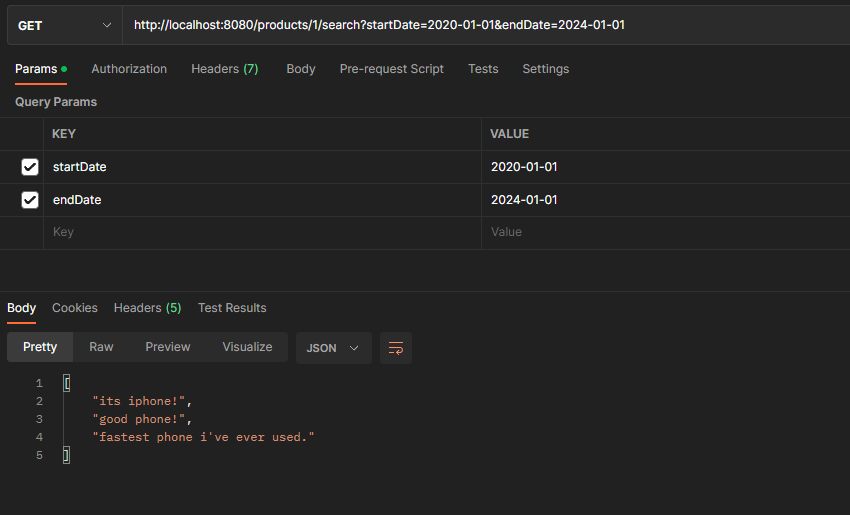 GET http://localhost:8080/products/1/search?startDate=2020-01-01&endDate=2024-01-01
Params Authorization Headers (7) Body Pre-request Script Tests Settings
Query Params
KEY VALUE
startDate 2020-01-01
endDate 2024-01-01
Key Value
Body Cookies Headers (5) Test Results
Pretty Raw Preview Visualize JSON
1 [
2 "its iphone!",
3 "good phone!",
4 "fastest phone i've ever used."
5 ]